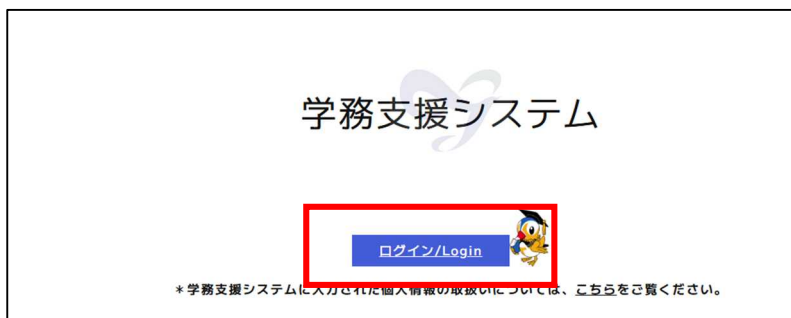 学務支援システム
ログイン/Login
*学務支援システムに入力された個人情報の取扱いについては、こちらをご覧ください。